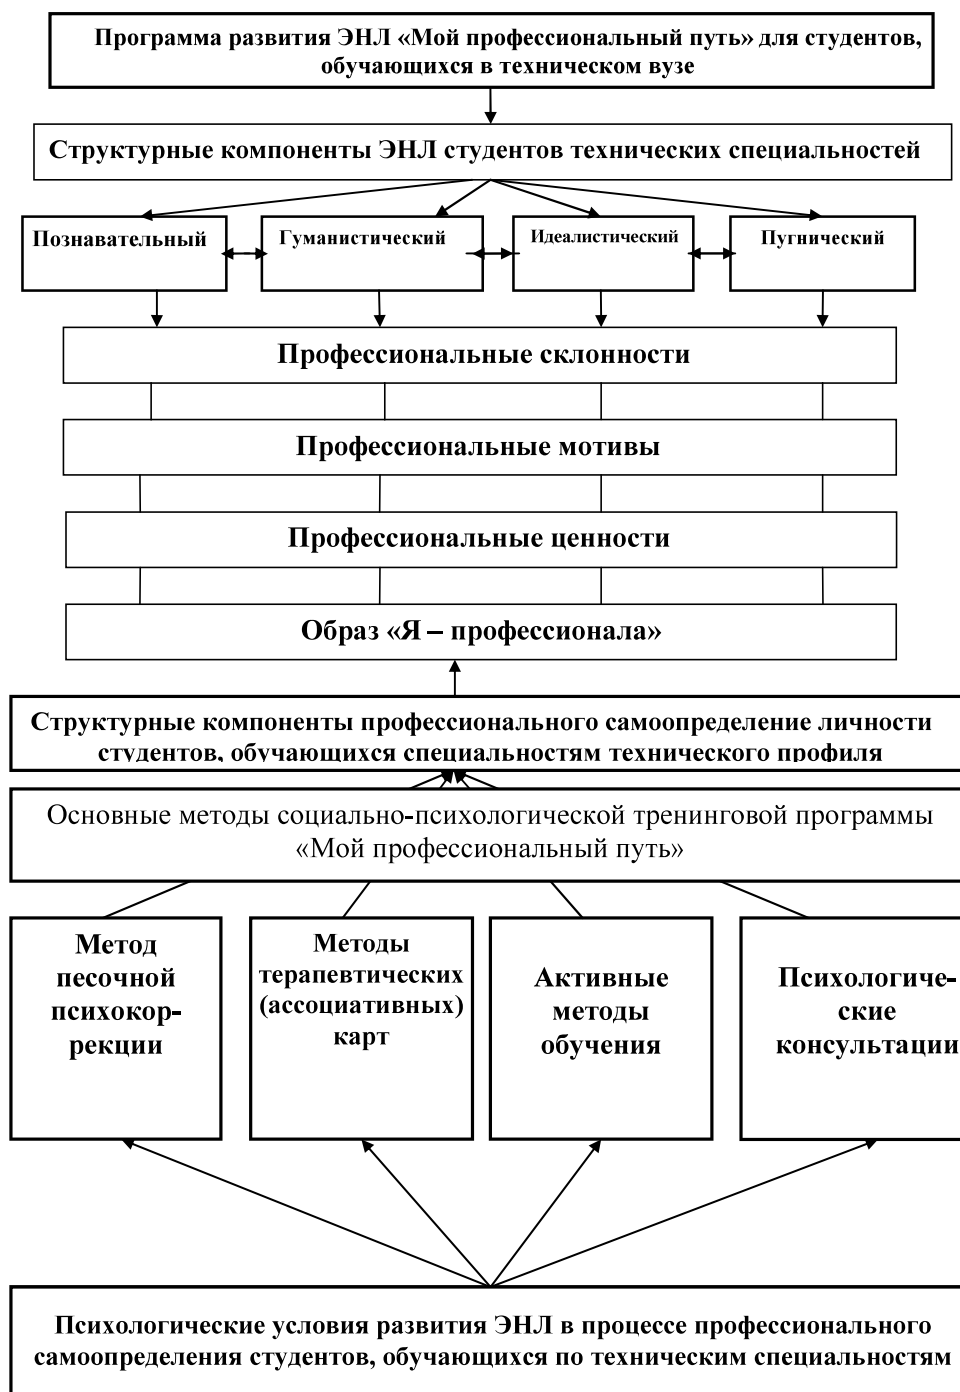 Программа развития ЭНЛ «Мой профессиональный путь» для студентов,
обучающихся в техническом вузе
Структурные компоненты ЭНЛ студентов технических специальностей
Познавательный
Гуманистический
Идеалистический
Пугнический
Профессиональные склонности
Профессиональные мотивы
Профессиональные ценности
Образ «Я – профессионала»
Структурные компоненты профессионального самоопределение личности
студентов, обучающихся специальностям технического профиля
Основные методы социально-психологической тренинговой программы
«Мой профессиональный путь»
Метод
песочной
психокор-
рекции
Методы
терапевтических
(ассоциативных)
карт
Активные
методы
обучения
Психологиче-
ские
консультации
Психологические условия развития ЭНЛ в процессе профессионального
самоопределения студентов, обучающихся по техническим специальностям